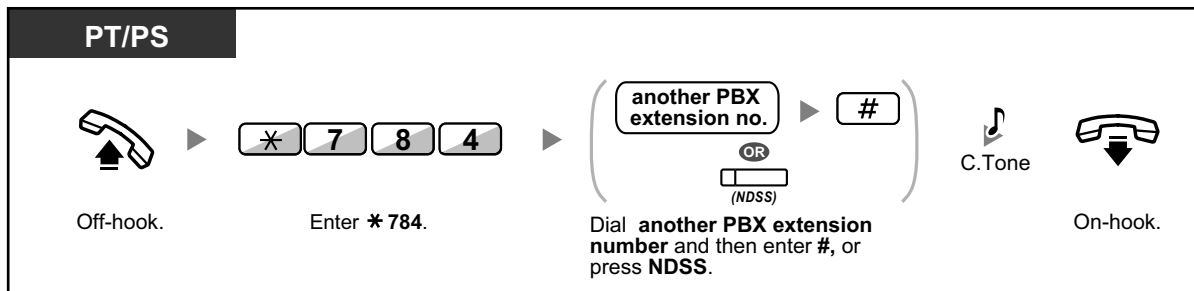 PT/PS
another PBX
extension no.
#
* 7 8 4
OR
(NDSS)
C.Tone
Off-hook.
Enter * 784.
Dial another PBX extension
number and then enter #, or
press NDSS.
On-hook.